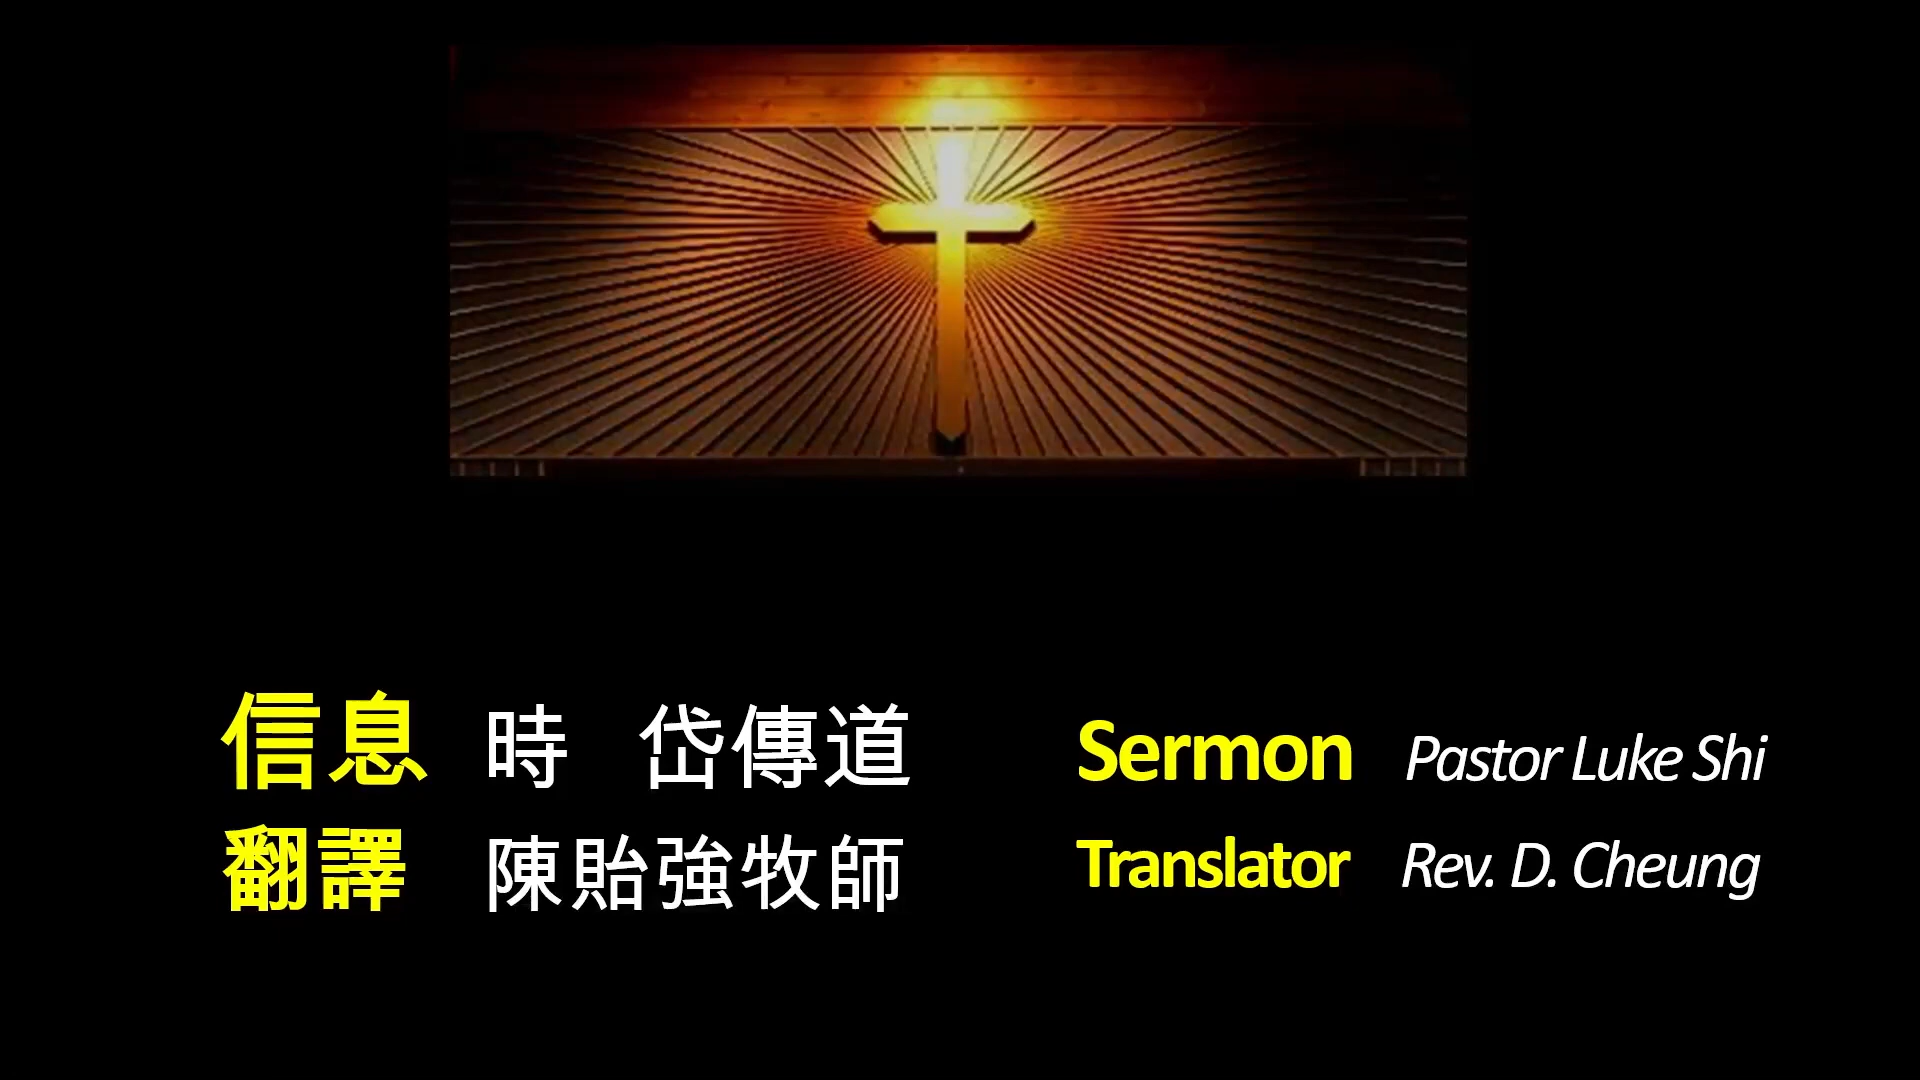 信息 時 岱傳道 Sermon Pastor Luke Shi
翻譯 陳貽強牧師 Translator Rev. D. Cheung